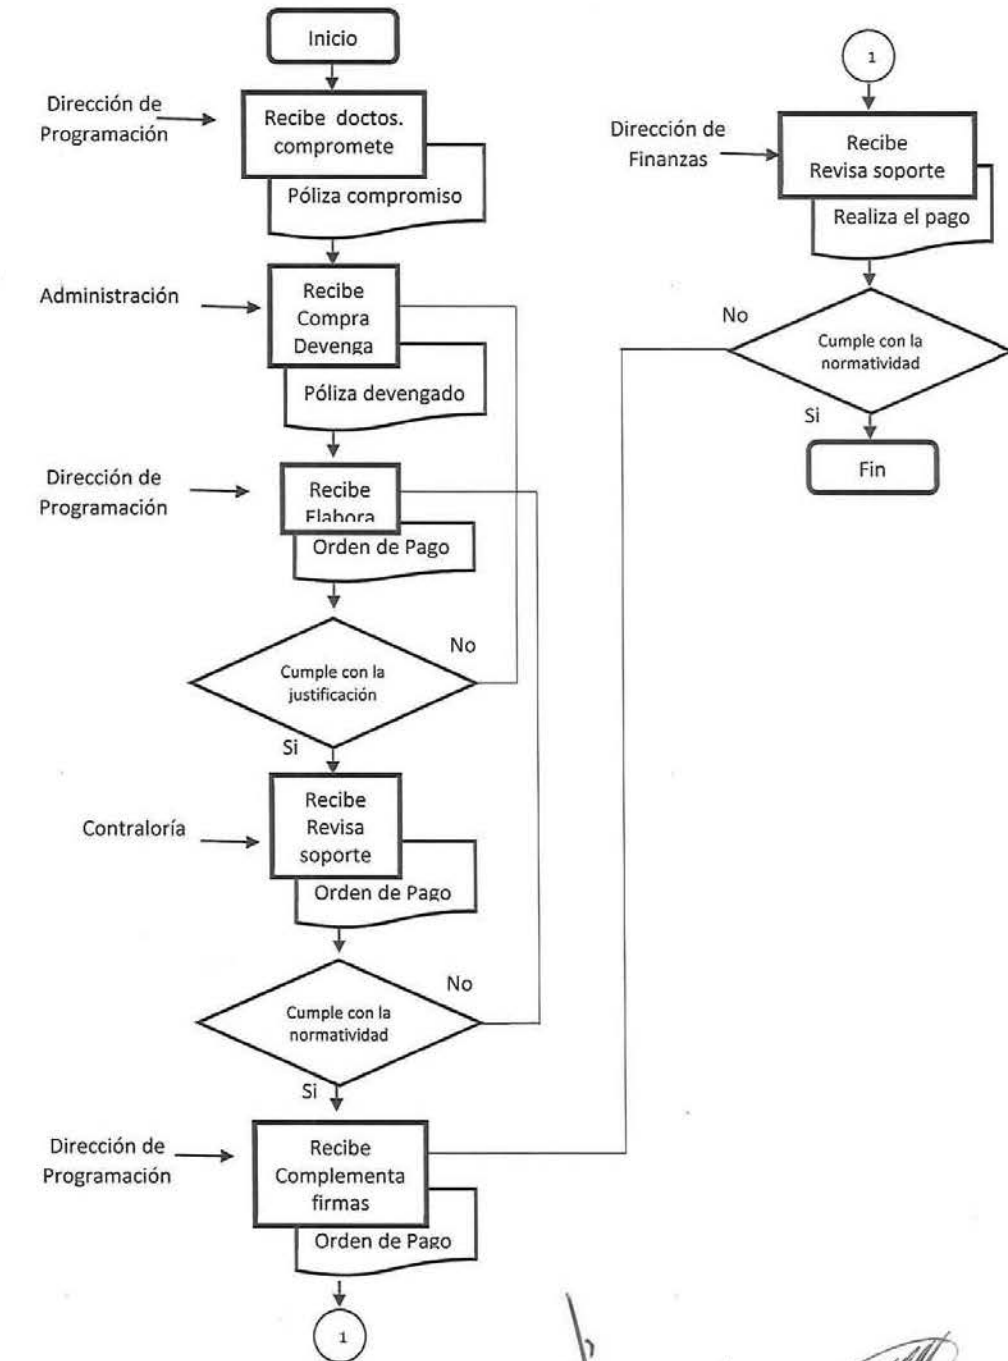 Inicio
Dirección de
Programación
Recibe doctos.
compromete
Póliza compromiso
Administración
Recibe
Compra
Devenga
Póliza devengado
Dirección de
Programación
Recibe
Elabora
Orden de Pago
Cumple con la
justificación
No
Si
Contraloría
Recibe
Revisa
soporte
Orden de Pago
Cumple con la
normatividad
No
Si
Dirección de
Programación
Recibe
Complementa
firmas
Orden de Pago
1
1
Dirección de
Finanzas
Recibe
Revisa soporte
Realiza el pago
No
Cumple con la
normatividad
Si
Fin